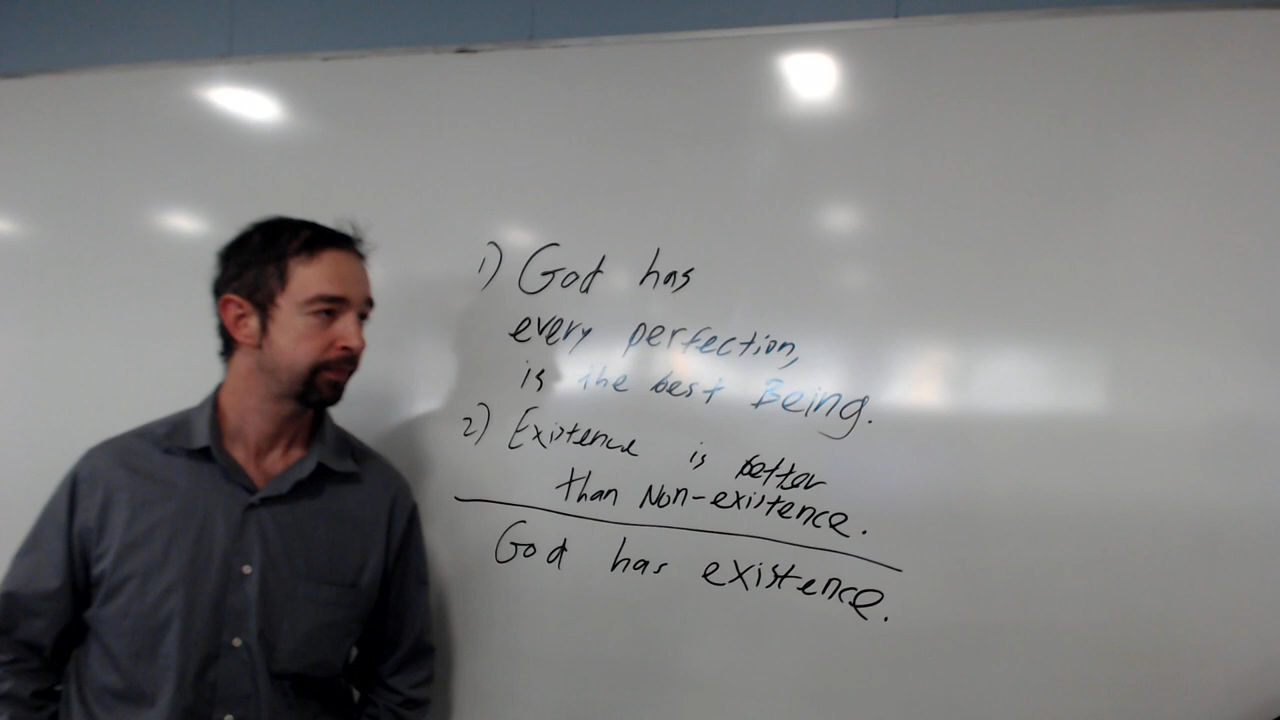 1) God has
every perfection,
is the best Being.
2) Existence is better
than Non-existence.
God has existence.